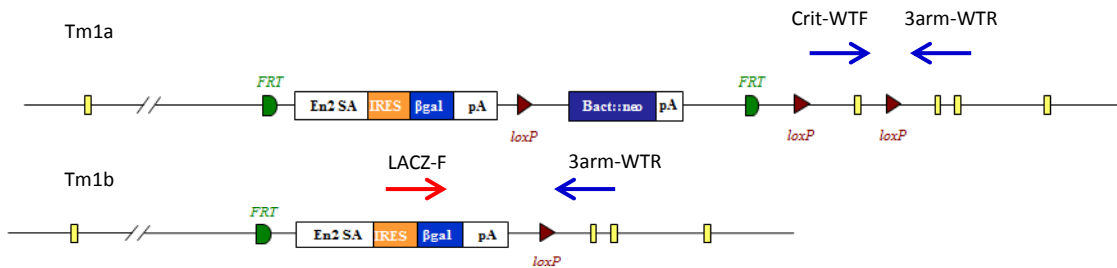 Crit-WTF 3arm-WTR
Tm1a
FRT FRT
En2 SA IRES βgal pA Bact::neo pA
loxP loxP loxP
LACZ-F 3arm-WTR
Tm1b
FRT
En2 SA IRES βgal pA
loxP